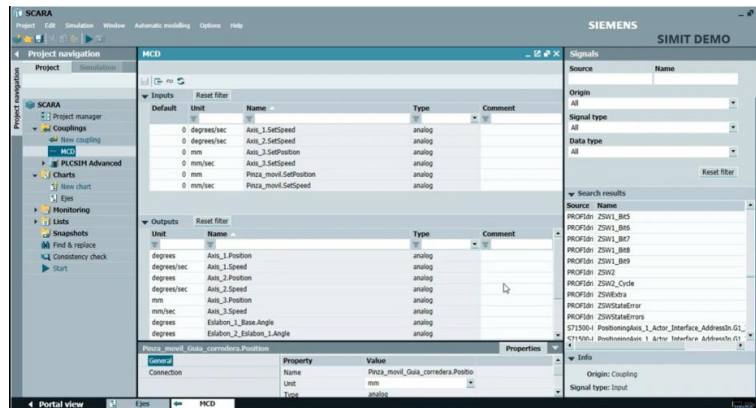 SCARA
Project Edit Simulation Window Automatic modelling Options Help
SIEMENS
SIMIT DEMO
Project navigation
Project Simulation
Project navigation
SCARA
Project manager
Couplings
New coupling
MCD
PLCSIM Advanced
Charts
New chart
Ejes
Monitoring
Lists
Snapshots
Find & replace
Consistency check
Start
MCD
Inputs Reset filter
Default Unit Name Type Comment
0 degrees/sec Axis_1.SetSpeed analog
0 degrees/sec Axis_2.SetSpeed analog
0 mm Axis_3.SetPosition analog
0 mm/sec Axis_3.SetSpeed analog
0 mm Pinza_movil.SetPosition analog
0 mm/sec Pinza_movil.SetSpeed analog
Outputs Reset filter
Unit Name Type Comment
degrees Axis_1.Position analog
degrees/sec Axis_1.Speed analog
degrees Axis_2.Position analog
degrees/sec Axis_2.Speed analog
mm Axis_3.Position analog
mm/sec Axis_3.Speed analog
degrees Eslabon_1_Base.Angle analog
degrees Eslabon_2_Eslabon_1.Angle analog
Pinza_movil_Guia_corredera.Position Properties
General
Connection
Property Value
Name Pinza_movil_Guia_corredera.Positio
Unit mm
Type analog
Signals
Source Name
Origin
All
Signal type
All
Data type
All
Reset filter
Search results
Source Name
PROFIdri ZSW1_Bit5
PROFIdri ZSW1_Bit6
PROFIdri ZSW1_Bit7
PROFIdri ZSW1_Bit8
PROFIdri ZSW1_Bit9
PROFIdri ZSW2
PROFIdri ZSW2_Cycle
PROFIdri ZSWExtra
PROFIdri ZSWStateError
PROFIdri ZSWStateErrors
S71500-I PositioningAxis_1_Actor_Interface_AddressIn.G1_
S71500-I PositioningAxis_1_Actor_Interface_AddressIn.G1_
Info
Origin: Coupling
Signal type: Input
Portal view Ejes MCD